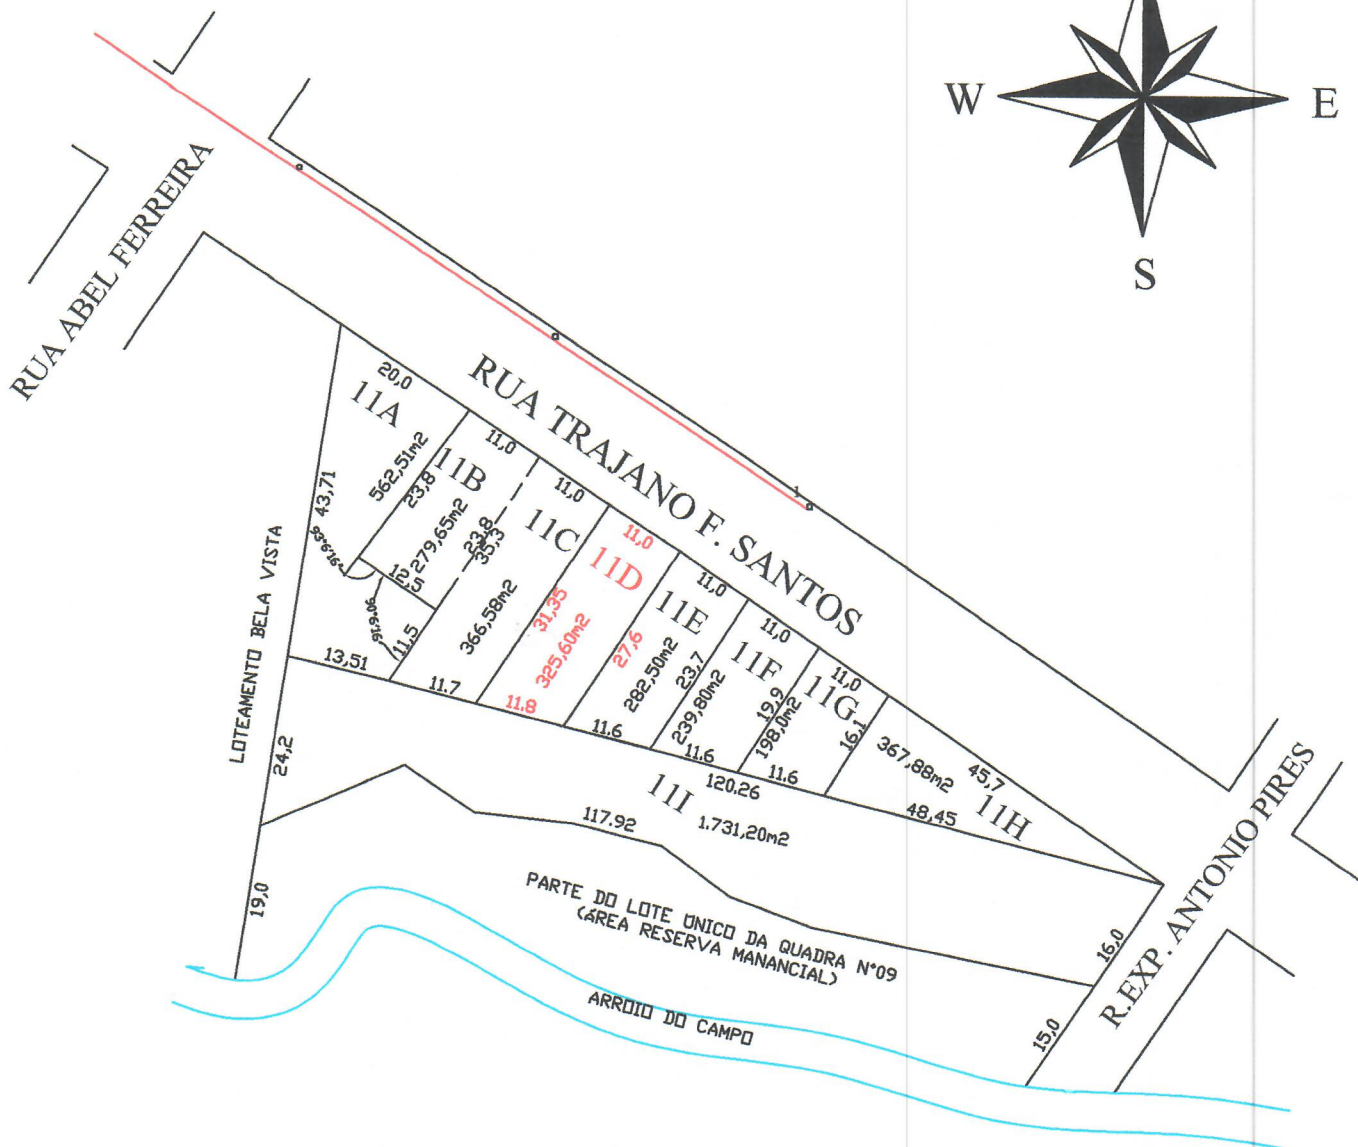 W
E
S
RUA ABEL FERREIRA
RUA TRAJANO F. SANTOS
R.EXP. ANTONIO PIRES
LOTEAMENTO BELA VISTA
20,0
11A
562,51m2
43,71
23,8
11,0
11B
279,65m2
12,5
23,8
35,3
11,5
13,51
11,0
11C
366,58m2
11.7
11,0
11D
31,35
325,60m2
27,6
11.8
11,0
11E
282,50m2
23,7
11.6
11,0
11F
239,80m2
19,9
11.6
11,0
11G
198,0m2
16,1
11.6
367,88m2
45,7
11H
48,45
120.26
11I
1.731,20m2
24,2
117.92
19,0
16,0
15,0
PARTE DO LOTE ÚNICO DA QUADRA N°09
(ÁREA RESERVA MANANCIAL)
ARROIO DO CAMPO